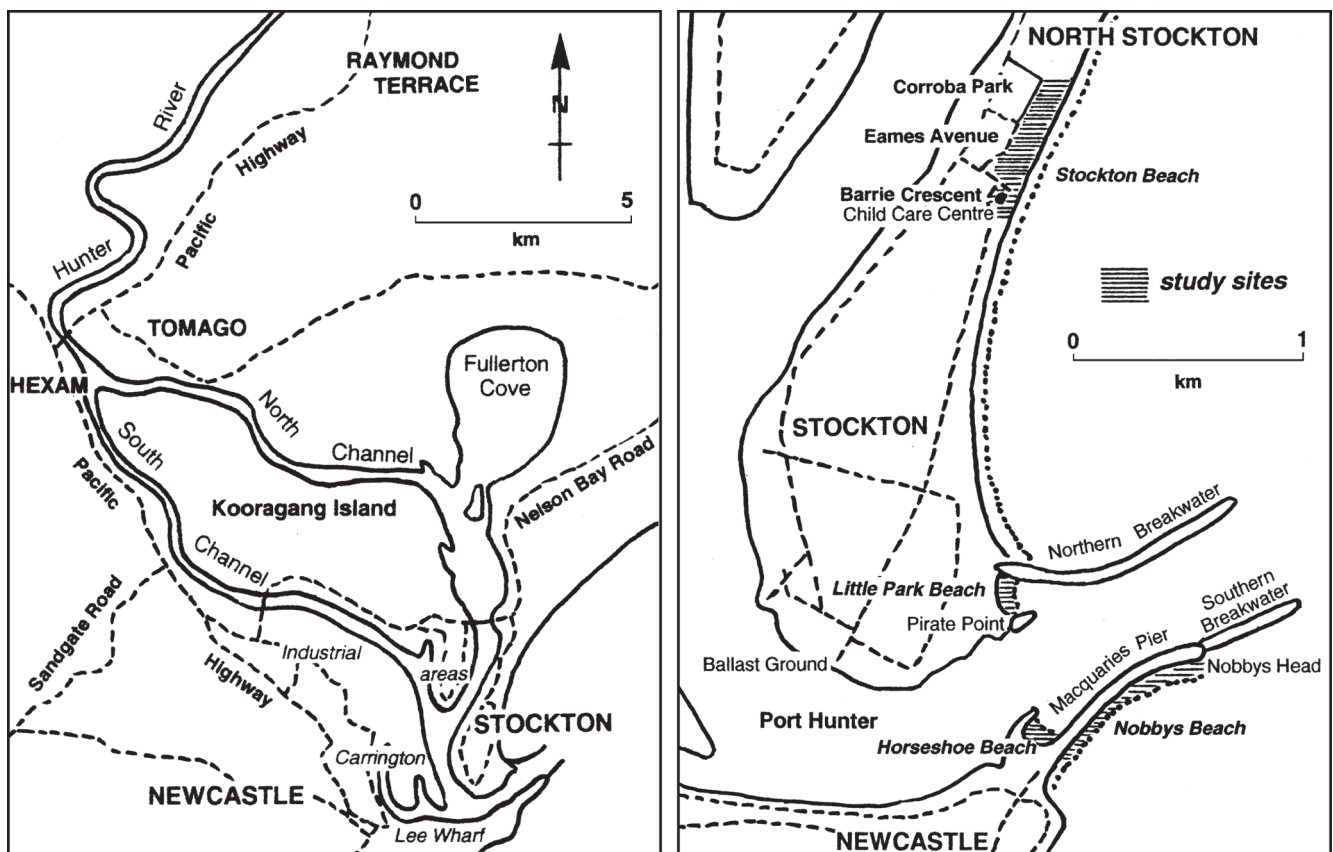 RAYMOND
TERRACE
River
Highway
Pacific
N
0 5
km
Hunter
TOMAGO
HEXAM
Fullerton
Cove
North
Channel
South
Pacific
Kooragang Island
Nelson Bay Road
Channel
Sandgate Road
Highway
Industrial
areas
STOCKTON
Carrington
NEWCASTLE
Lee Wharf
NORTH STOCKTON
Corroba Park
Eames Avenue
Stockton Beach
Barrie Crescent
Child Care Centre
study sites
0 1
km
STOCKTON
Northern Breakwater
Little Park Beach
Southern
Breakwater
Pirate Point
Macquaries Pier
Ballast Ground
Nobbys Head
Port Hunter
Nobbys Beach
Horseshoe Beach
NEWCASTLE